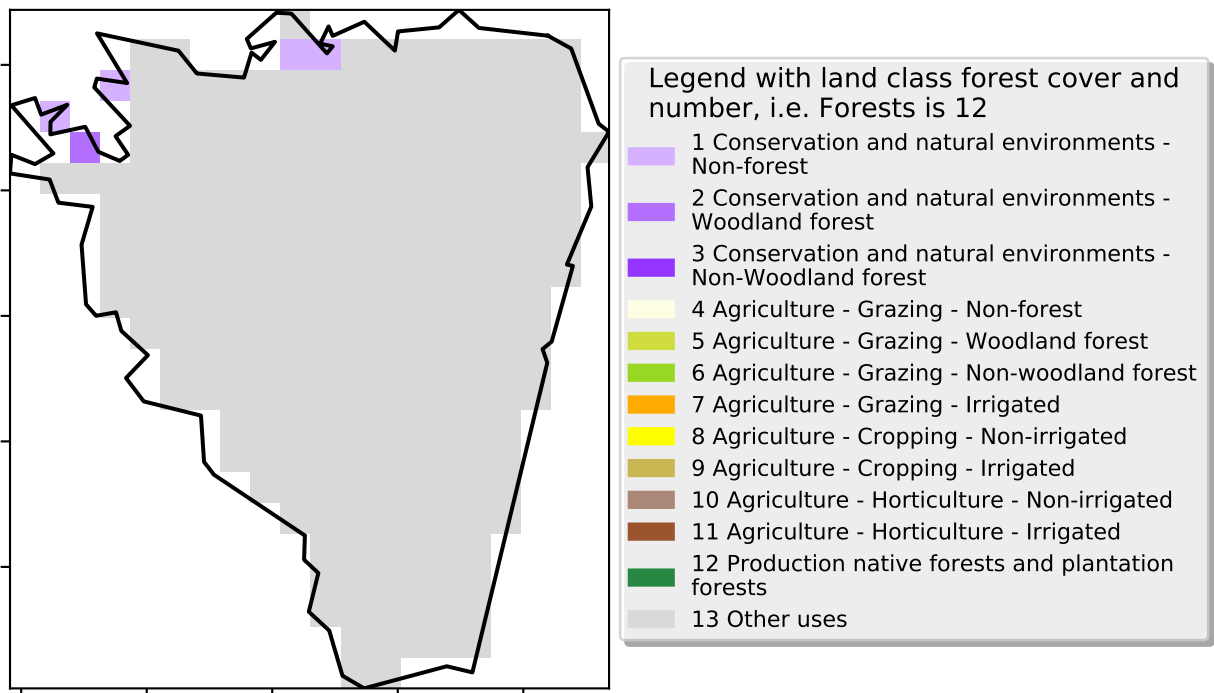 Legend with land class forest cover and
number, i.e. Forests is 12
1 Conservation and natural environments -
Non-forest
2 Conservation and natural environments -
Woodland forest
3 Conservation and natural environments -
Non-Woodland forest
4 Agriculture - Grazing - Non-forest
5 Agriculture - Grazing - Woodland forest
6 Agriculture - Grazing - Non-woodland forest
7 Agriculture - Grazing - Irrigated
8 Agriculture - Cropping - Non-irrigated
9 Agriculture - Cropping - Irrigated
10 Agriculture - Horticulture - Non-irrigated
11 Agriculture - Horticulture - Irrigated
12 Production native forests and plantation
forests
13 Other uses